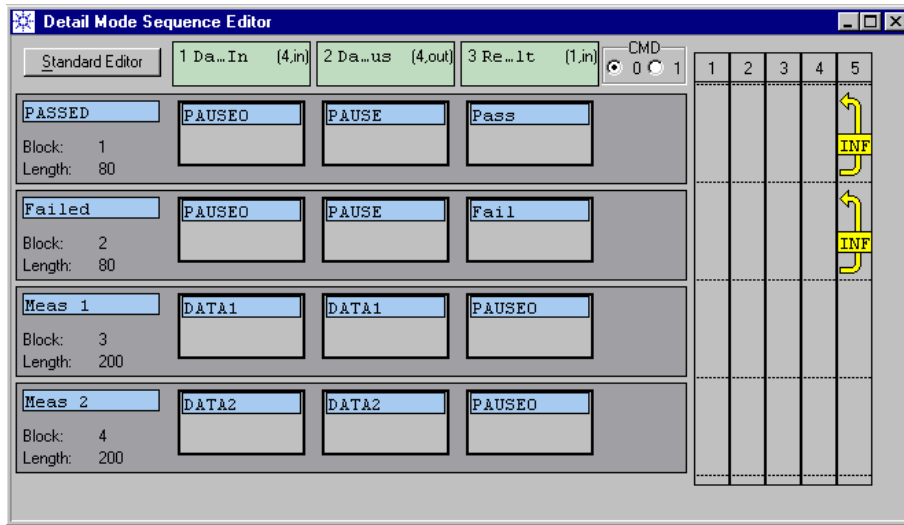 Detail Mode Sequence Editor
Standard Editor
1 Da...In (4,in)
2 Da...us (4,out)
3 Re...lt (1,in)
CMD
0 1
1 2 3 4 5
PASSED
PAUSE0 PAUSE Pass
Block: 1
Length: 80
INF
Failed
PAUSE0 PAUSE Fail
Block: 2
Length: 80
INF
Meas 1
DATA1 DATA1 PAUSE0
Block: 3
Length: 200
Meas 2
DATA2 DATA2 PAUSE0
Block: 4
Length: 200